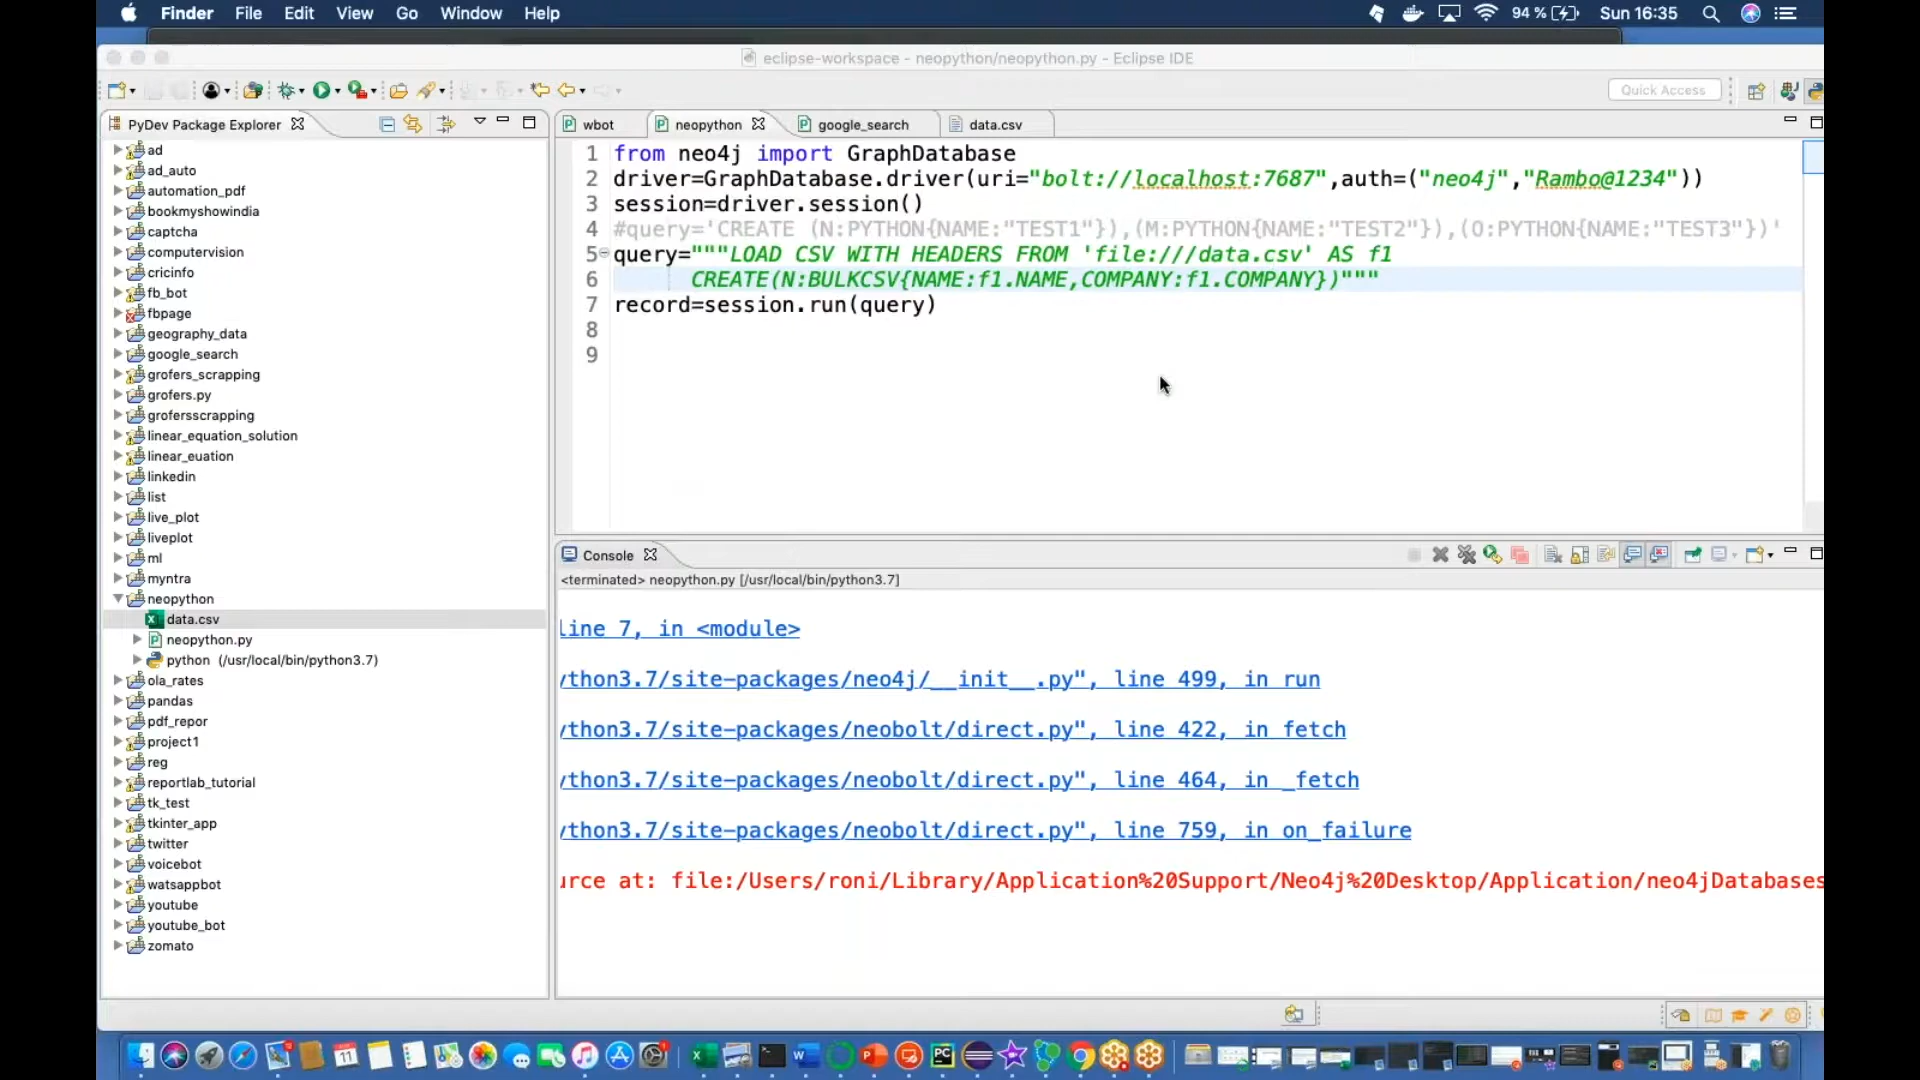 Finder File Edit View Go Window Help
94 % Sun 16:35
eclipse-workspace - neopython/neopython.py - Eclipse IDE
Quick Access
PyDev Package Explorer
wbot neopython google_search data.csv
ad
ad_auto
automation_pdf
bookmyshowindia
captcha
computervision
cricinfo
fb_bot
fbpage
geography_data
google_search
grofers_scrapping
grofers.py
grofersscrapping
linear_equation_solution
linear_euation
linkedin
list
live_plot
liveplot
ml
myntra
neopython
data.csv
neopython.py
python (/usr/local/bin/python3.7)
ola_rates
pandas
pdf_repor
project1
reg
reportlab_tutorial
tk_test
tkinter_app
twitter
voicebot
watsappbot
youtube
youtube_bot
zomato
1 from neo4j import GraphDatabase
2 driver=GraphDatabase.driver(uri="bolt://localhost:7687",auth=("neo4j","Rambo@1234"))
3 session=driver.session()
4 #query='CREATE (N:PYTHON{NAME:"TEST1"}),(M:PYTHON{NAME:"TEST2"}),(O:PYTHON{NAME:"TEST3"})'
5 query="""LOAD CSV WITH HEADERS FROM 'file:///data.csv' AS f1
6 CREATE(N:BULKCSV{NAME:f1.NAME,COMPANY:f1.COMPANY})"""
7 record=session.run(query)
8
9
Console
<terminated> neopython.py [/usr/local/bin/python3.7]
line 7, in <module>
ython3.7/site-packages/neo4j/__init__.py", line 499, in run
ython3.7/site-packages/neobolt/direct.py", line 422, in fetch
ython3.7/site-packages/neobolt/direct.py", line 464, in _fetch
ython3.7/site-packages/neobolt/direct.py", line 759, in on_failure
urce at: file:/Users/roni/Library/Application%20Support/Neo4j%20Desktop/Application/neo4jDatabases